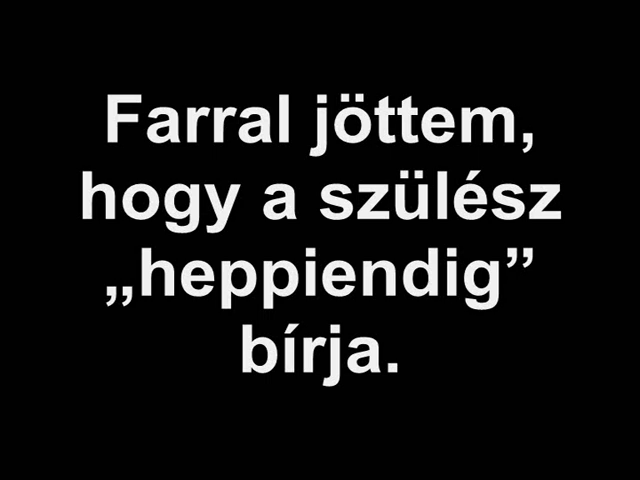 Farral jöttem,
hogy a szülész
„heppiendig”
bírja.